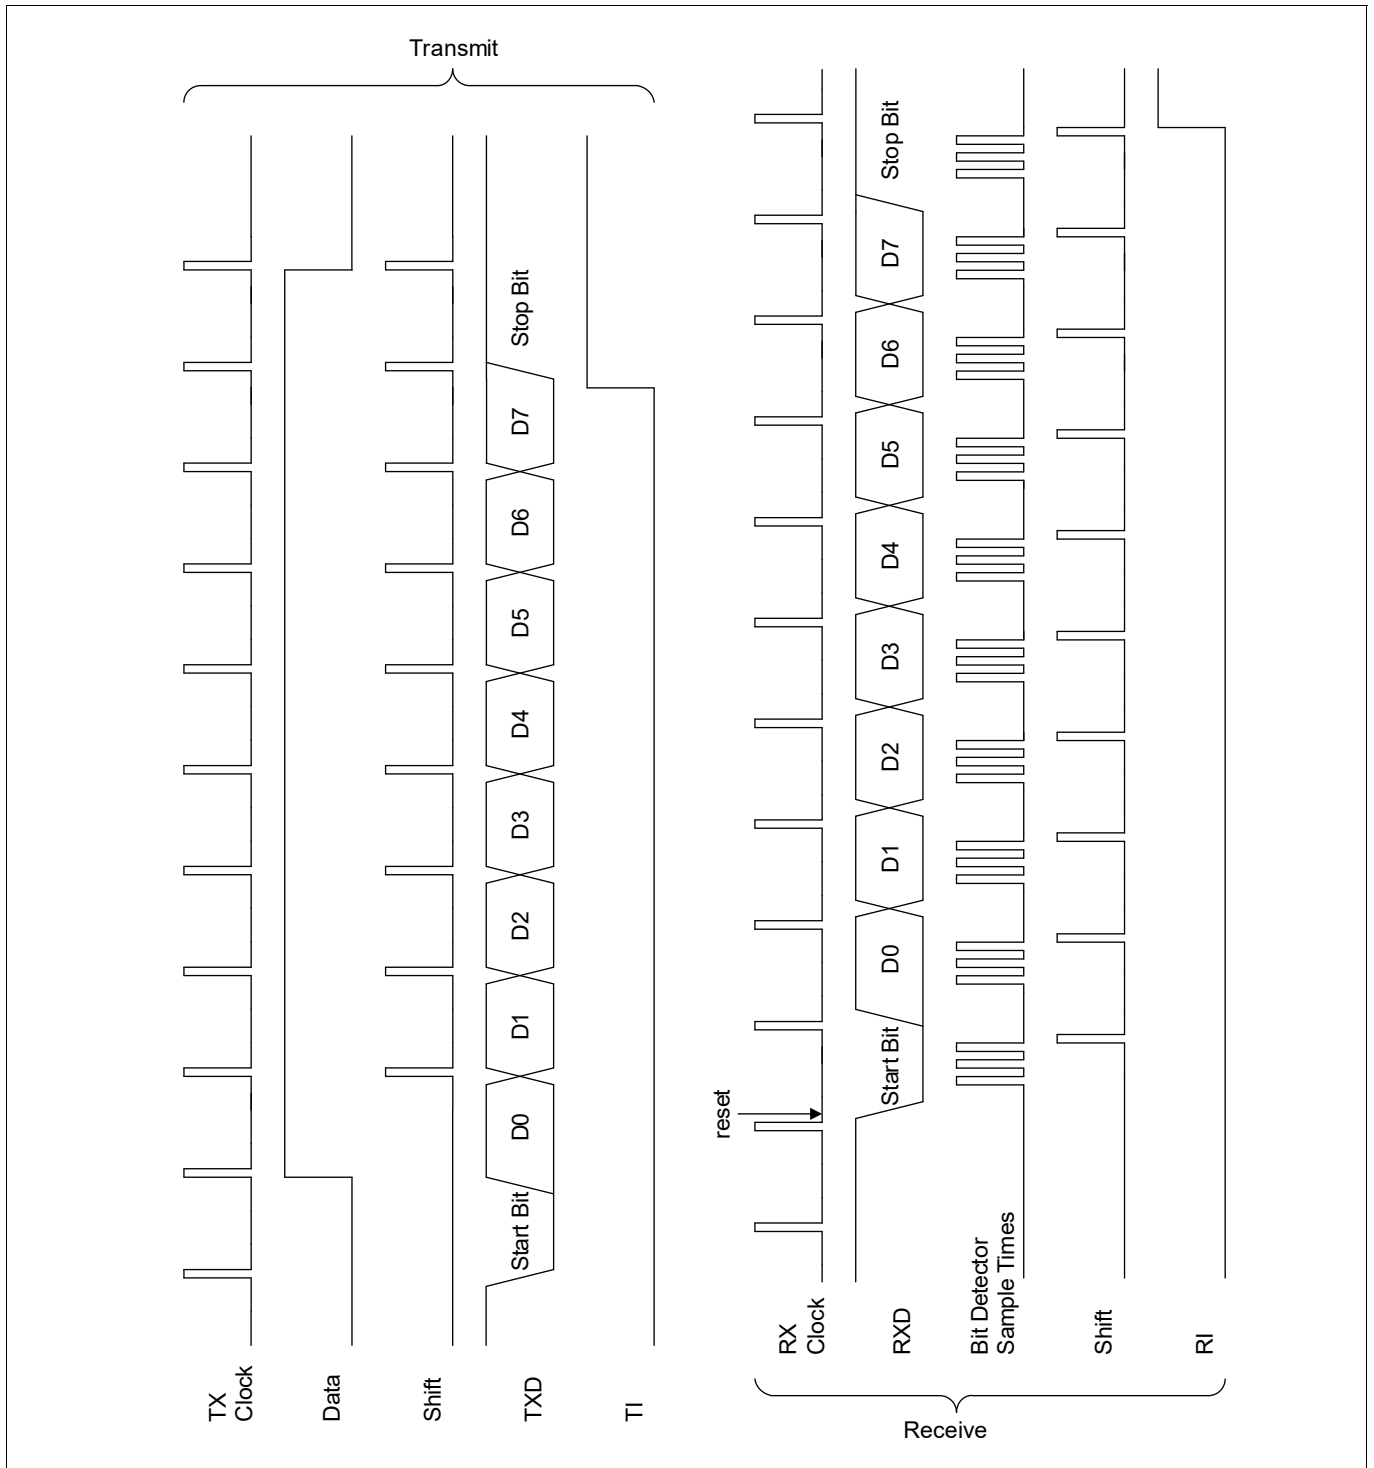 Transmit
TX
Clock
Data
Shift
TXD
Start Bit
D0
D1
D2
D3
D4
D5
D6
D7
Stop Bit
TI
RX
Clock
reset
RXD
Start Bit
D0
D1
D2
D3
D4
D5
D6
D7
Stop Bit
Bit Detector
Sample Times
Shift
RI
Receive